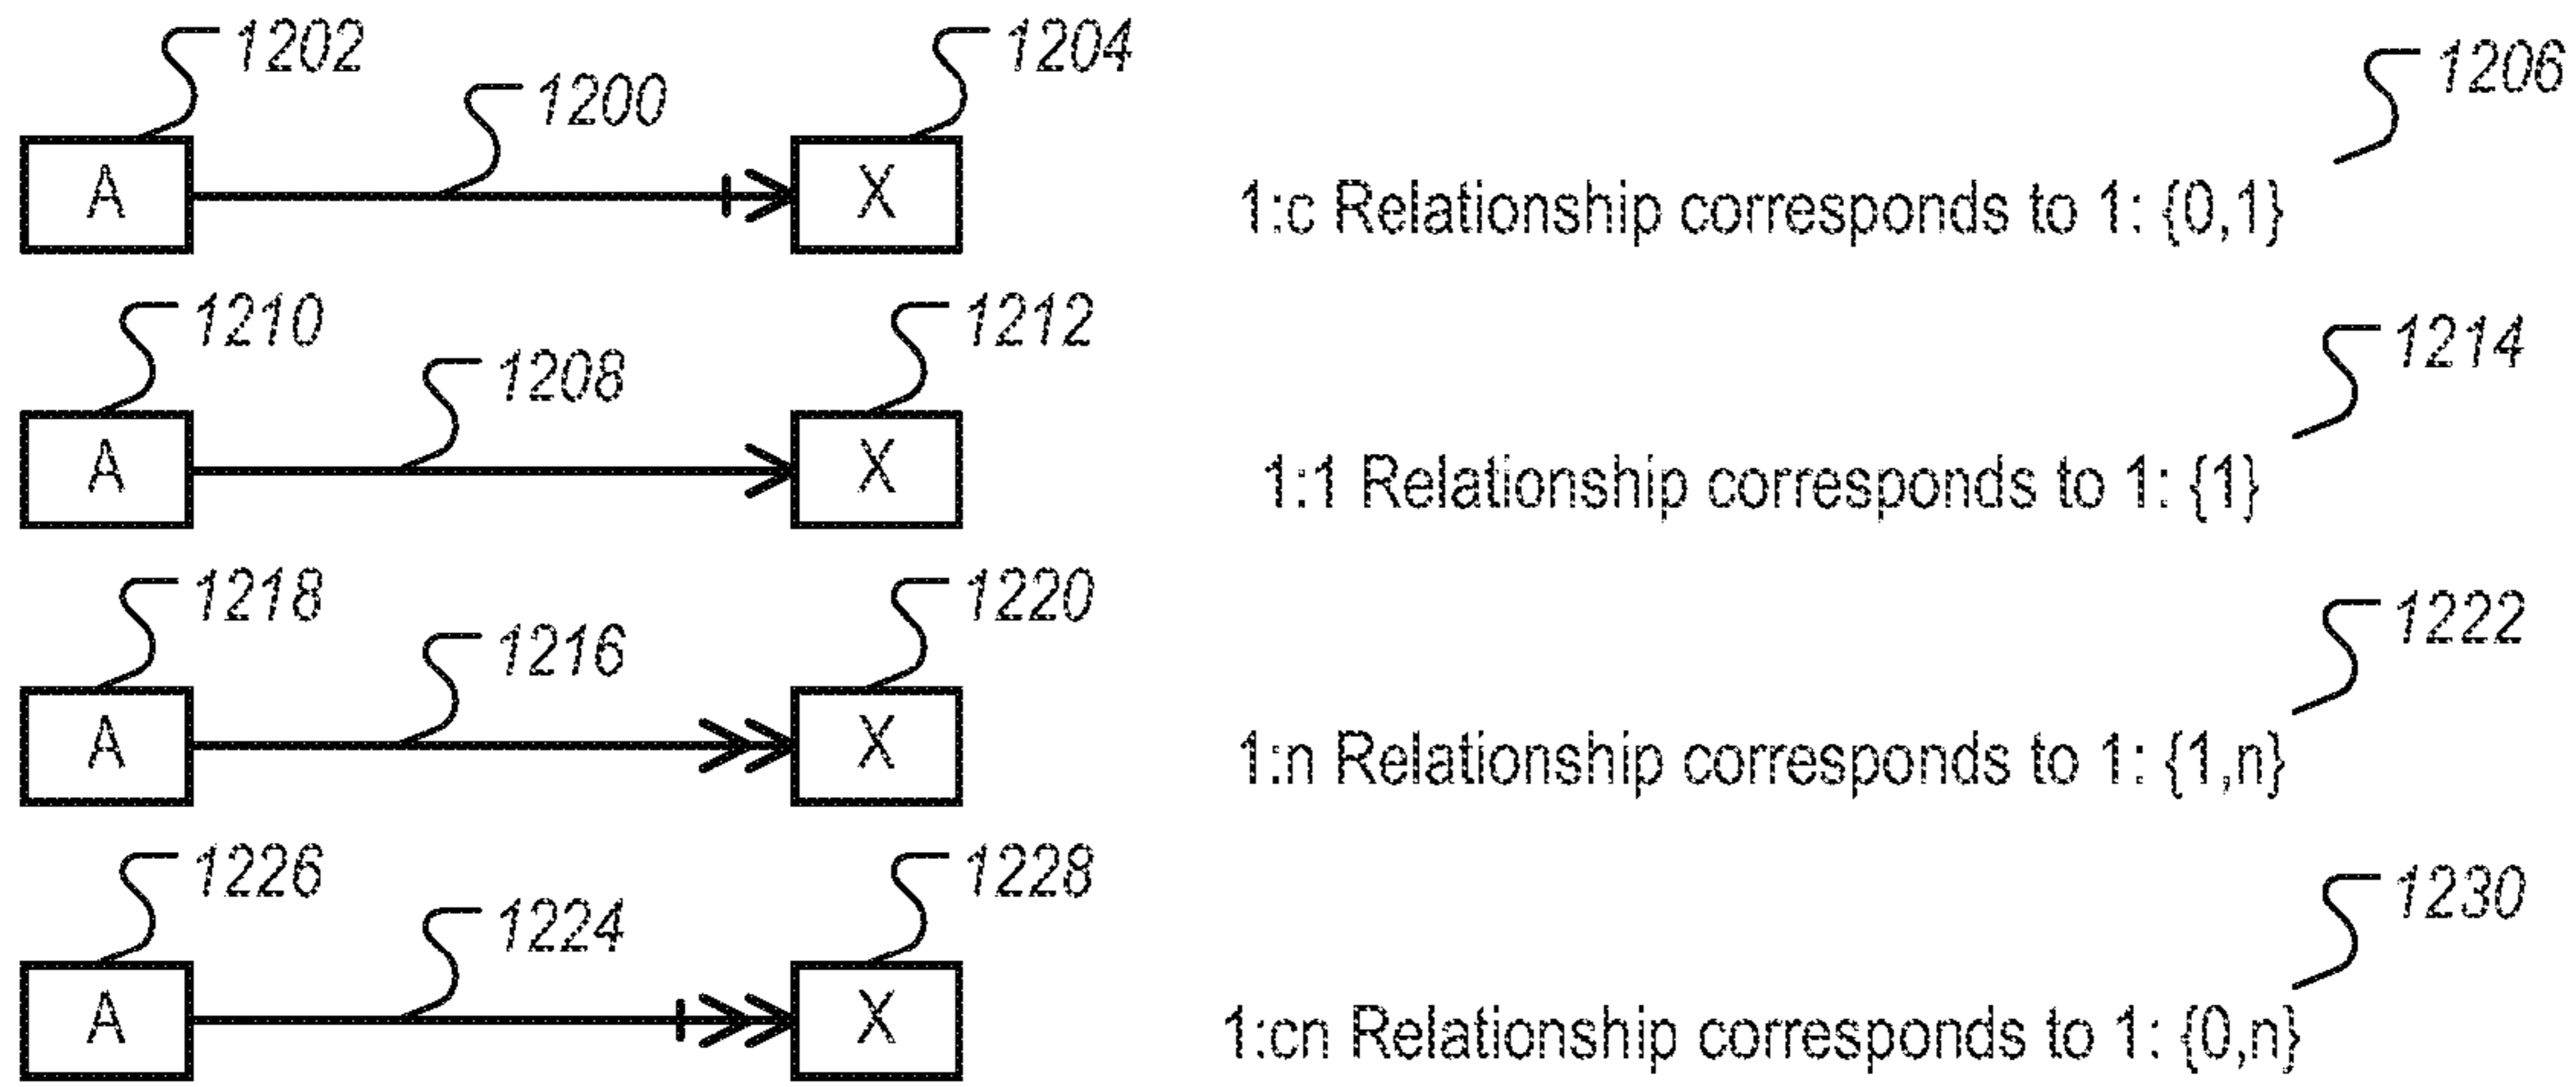 1202
1200
1204
1206
A
X
1:c Relationship corresponds to 1: {0,1}
1210
1208
1212
1214
A
X
1:1 Relationship corresponds to 1: {1}
1218
1216
1220
1222
A
X
1:n Relationship corresponds to 1: {1,n}
1226
1224
1228
1230
A
X
1:cn Relationship corresponds to 1: {0,n}